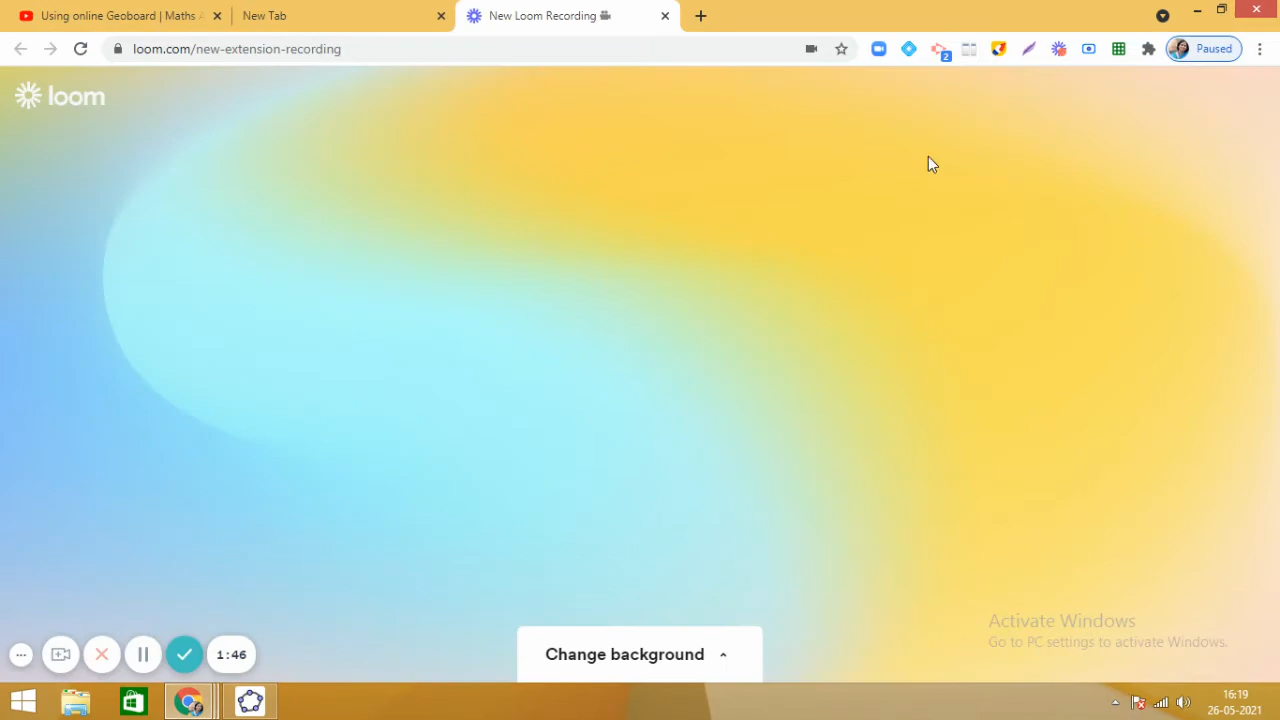 Using online Geoboard | Maths A
New Tab
New Loom Recording
loom.com/new-extension-recording
2
Paused
loom
Activate Windows
Go to PC settings to activate Windows.
1:46
Change background
16:19
26-05-2021